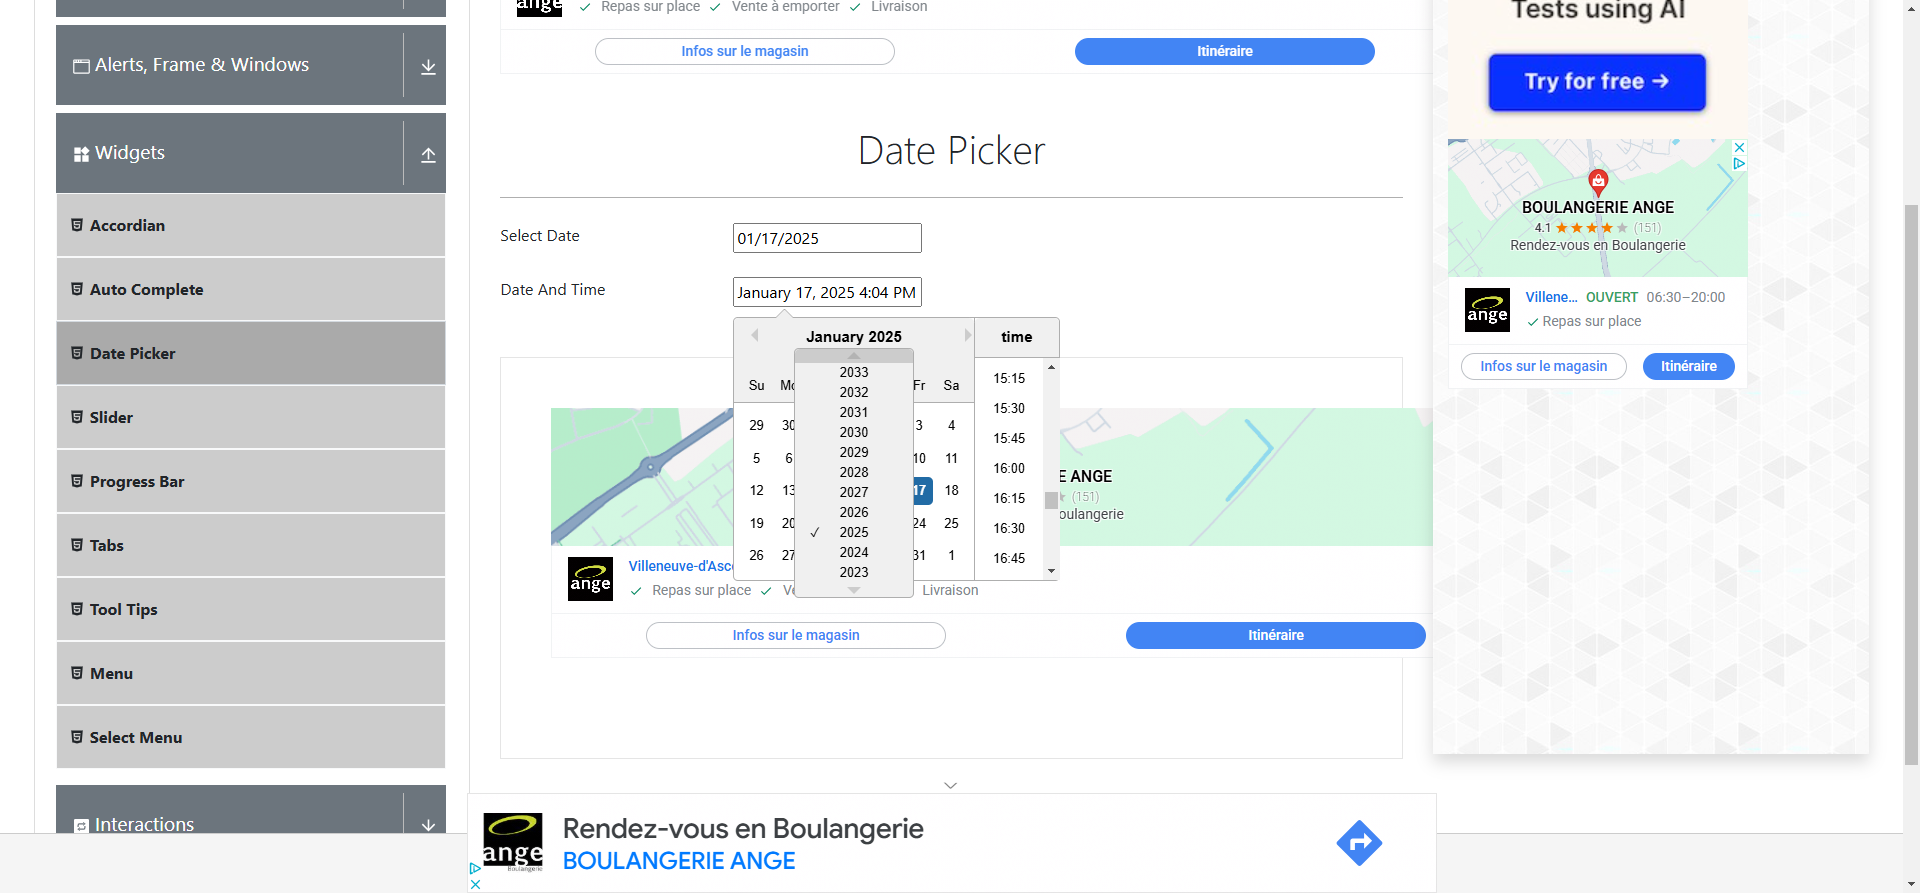 Alerts, Frame & Windows
Widgets
Accordian
Auto Complete
Date Picker
Slider
Progress Bar
Tabs
Tool Tips
Menu
Select Menu
Interactions
ange
Repas sur place
Vente à emporter
Livraison
Infos sur le magasin
Itinéraire
Date Picker
Select Date
01/17/2025
Date And Time
January 17, 2025 4:04 PM
January 2025
time
2033
2032
2031
2030
2029
2028
2027
2026
✓ 2025
2024
2023
Su Fr Sa
29 30 3 4
5 6 10 11
12 13 17 18
19 20 24 25
26 27 31 1
15:15
15:30
15:45
16:00
16:15
16:30
16:45
E ANGE
(151)
oulangerie
ange
Villeneuve-d'Asc
Repas sur place
Livraison
Infos sur le magasin
Itinéraire
Tests using AI
Try for free →
BOULANGERIE ANGE
4.1 ★★★★★ (151)
Rendez-vous en Boulangerie
ange
Villene... OUVERT 06:30–20:00
Repas sur place
Infos sur le magasin
Itinéraire
ange
Boulangerie
Rendez-vous en Boulangerie
BOULANGERIE ANGE